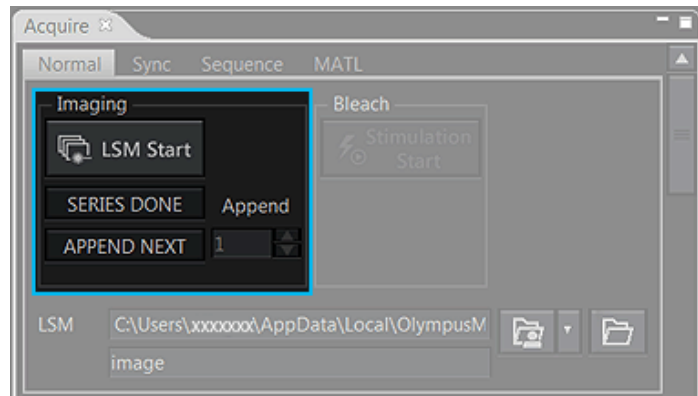 Acquire
Normal Sync Sequence MATL
Imaging
Bleach
LSM Start
Stimulation
Start
SERIES DONE
Append
APPEND NEXT
1
LSM
C:\Users\xxxxxxx\AppData\Local\OlympusM
image